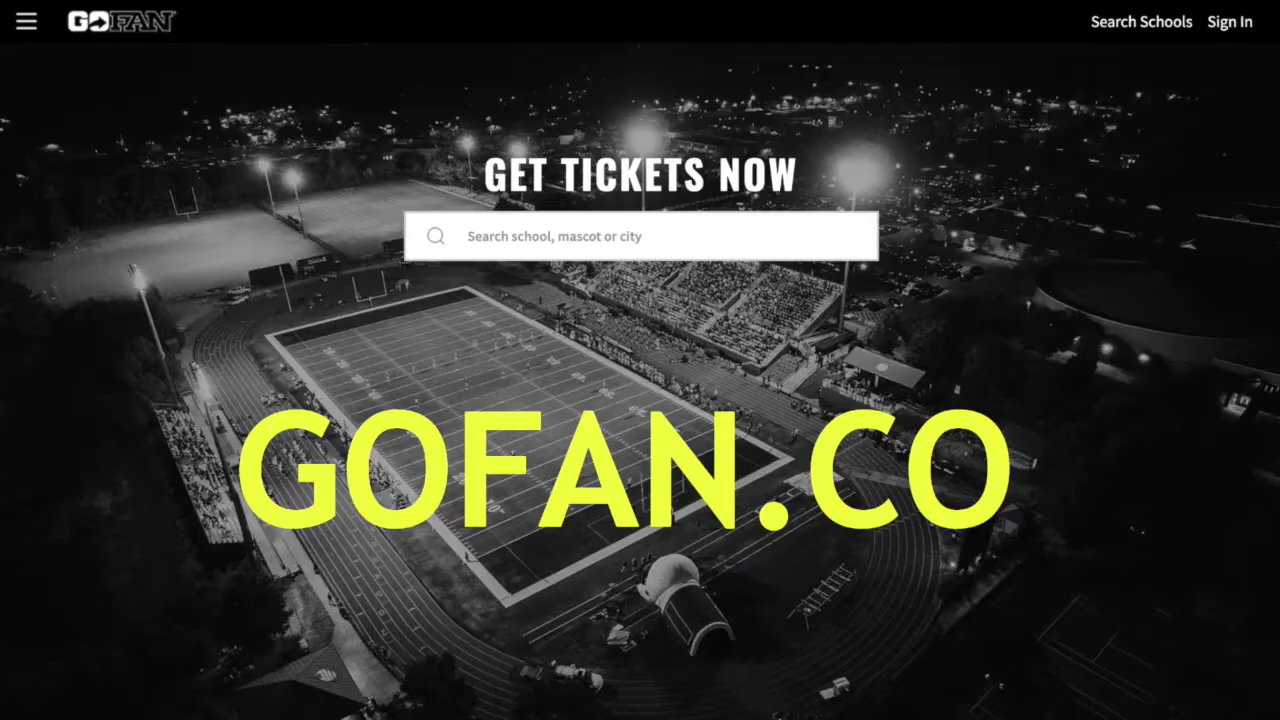 GOFAN
Search Schools
Sign In
GET TICKETS NOW
Search school, mascot or city
GOFAN.CO